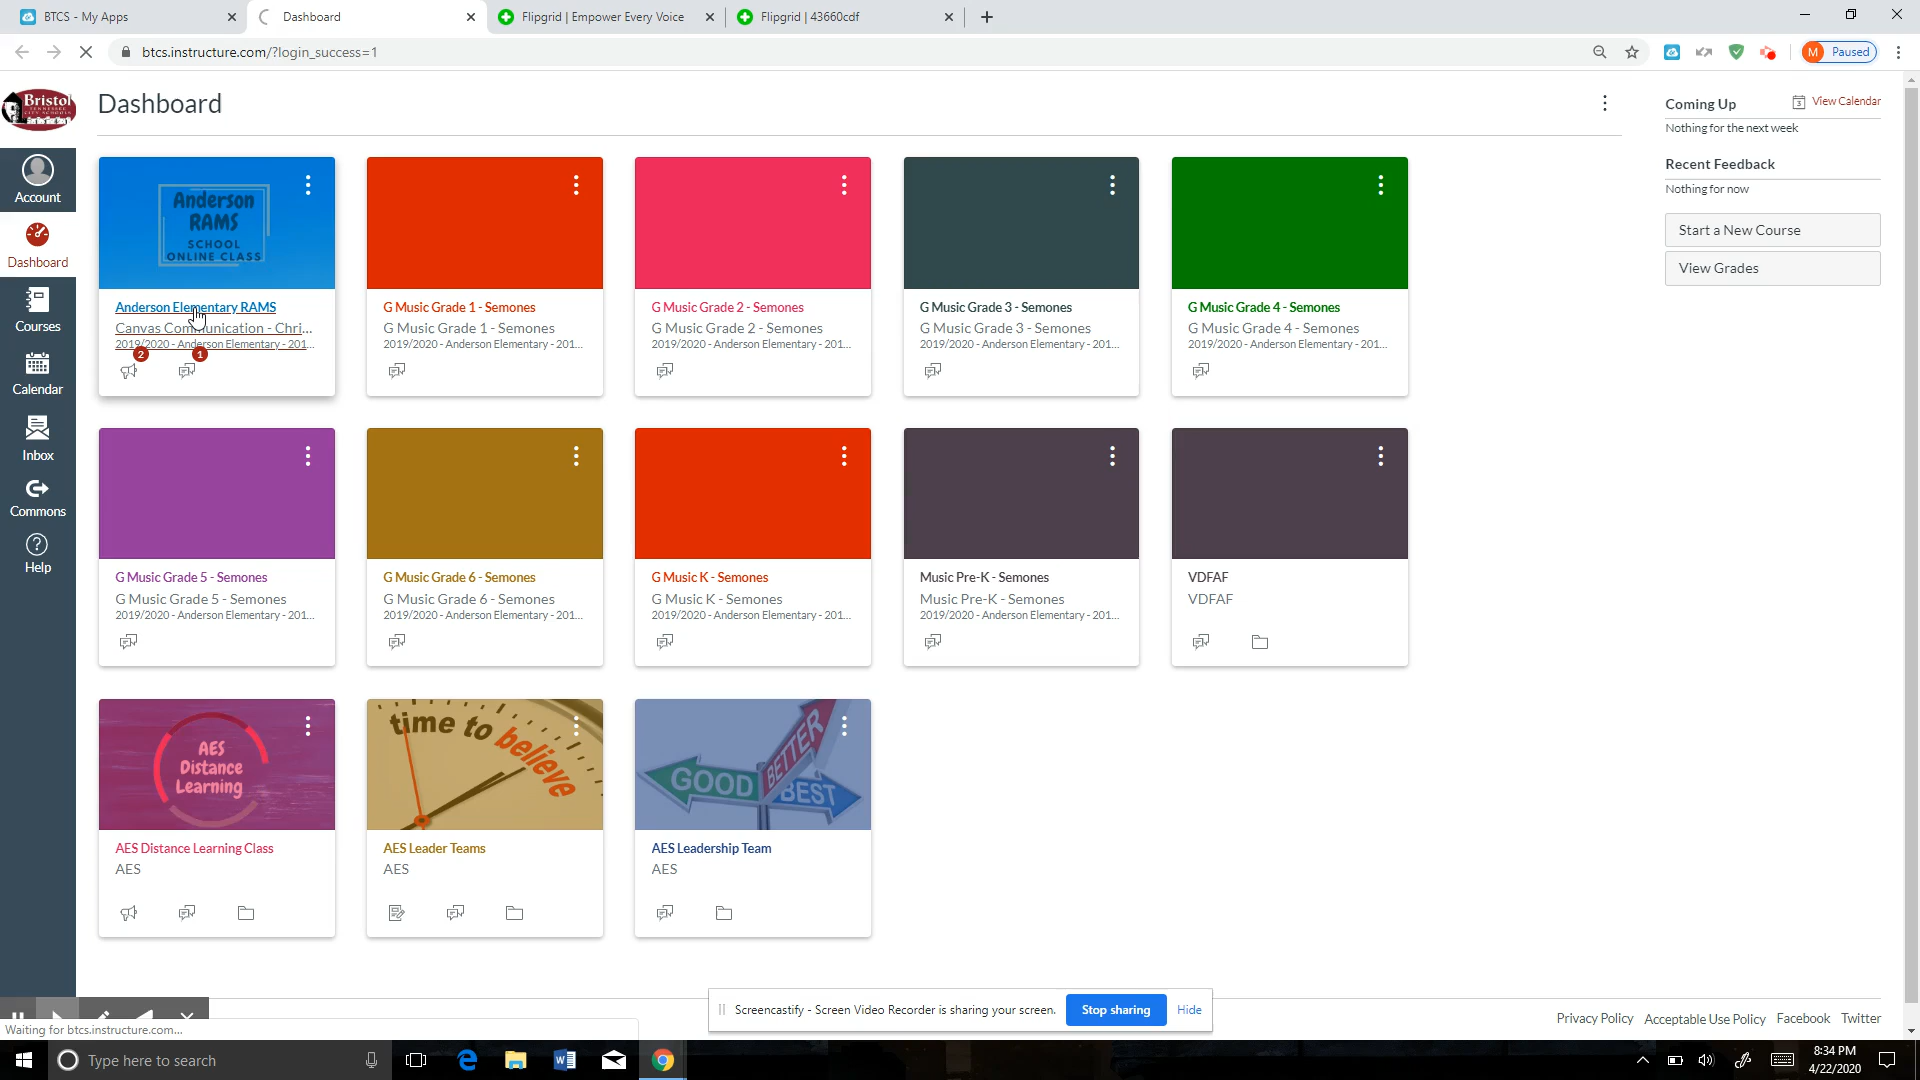 BTCS - My Apps
Dashboard
Flipgrid | Empower Every Voice
Flipgrid | 43660cdf
btcs.instructure.com/?login_success=1
M Paused
Bristol
Account
Dashboard
Courses
Calendar
Inbox
Commons
Help
Dashboard
Anderson
RAMS
SCHOOL
ONLINE CLASS
Anderson Elementary RAMS
Canvas Communication - Chri...
2019/2020 - Anderson Elementary - 201...
2
1
G Music Grade 1 - Semones
G Music Grade 1 - Semones
2019/2020 - Anderson Elementary - 201...
G Music Grade 2 - Semones
G Music Grade 2 - Semones
2019/2020 - Anderson Elementary - 201...
G Music Grade 3 - Semones
G Music Grade 3 - Semones
2019/2020 - Anderson Elementary - 201...
G Music Grade 4 - Semones
G Music Grade 4 - Semones
2019/2020 - Anderson Elementary - 201...
G Music Grade 5 - Semones
G Music Grade 5 - Semones
2019/2020 - Anderson Elementary - 201...
G Music Grade 6 - Semones
G Music Grade 6 - Semones
2019/2020 - Anderson Elementary - 201...
G Music K - Semones
G Music K - Semones
2019/2020 - Anderson Elementary - 201...
Music Pre-K - Semones
Music Pre-K - Semones
2019/2020 - Anderson Elementary - 201...
VDFAF
VDFAF
AES
Distance
Learning
AES Distance Learning Class
AES
time to believe
AES Leader Teams
AES
GOOD
BETTER
BEST
AES Leadership Team
AES
Coming Up
View Calendar
Nothing for the next week
Recent Feedback
Nothing for now
Start a New Course
View Grades
Screencastify - Screen Video Recorder is sharing your screen.
Stop sharing
Hide
Privacy Policy
Acceptable Use Policy
Facebook
Twitter
Waiting for btcs.instructure.com...
Type here to search
8:34 PM
4/22/2020